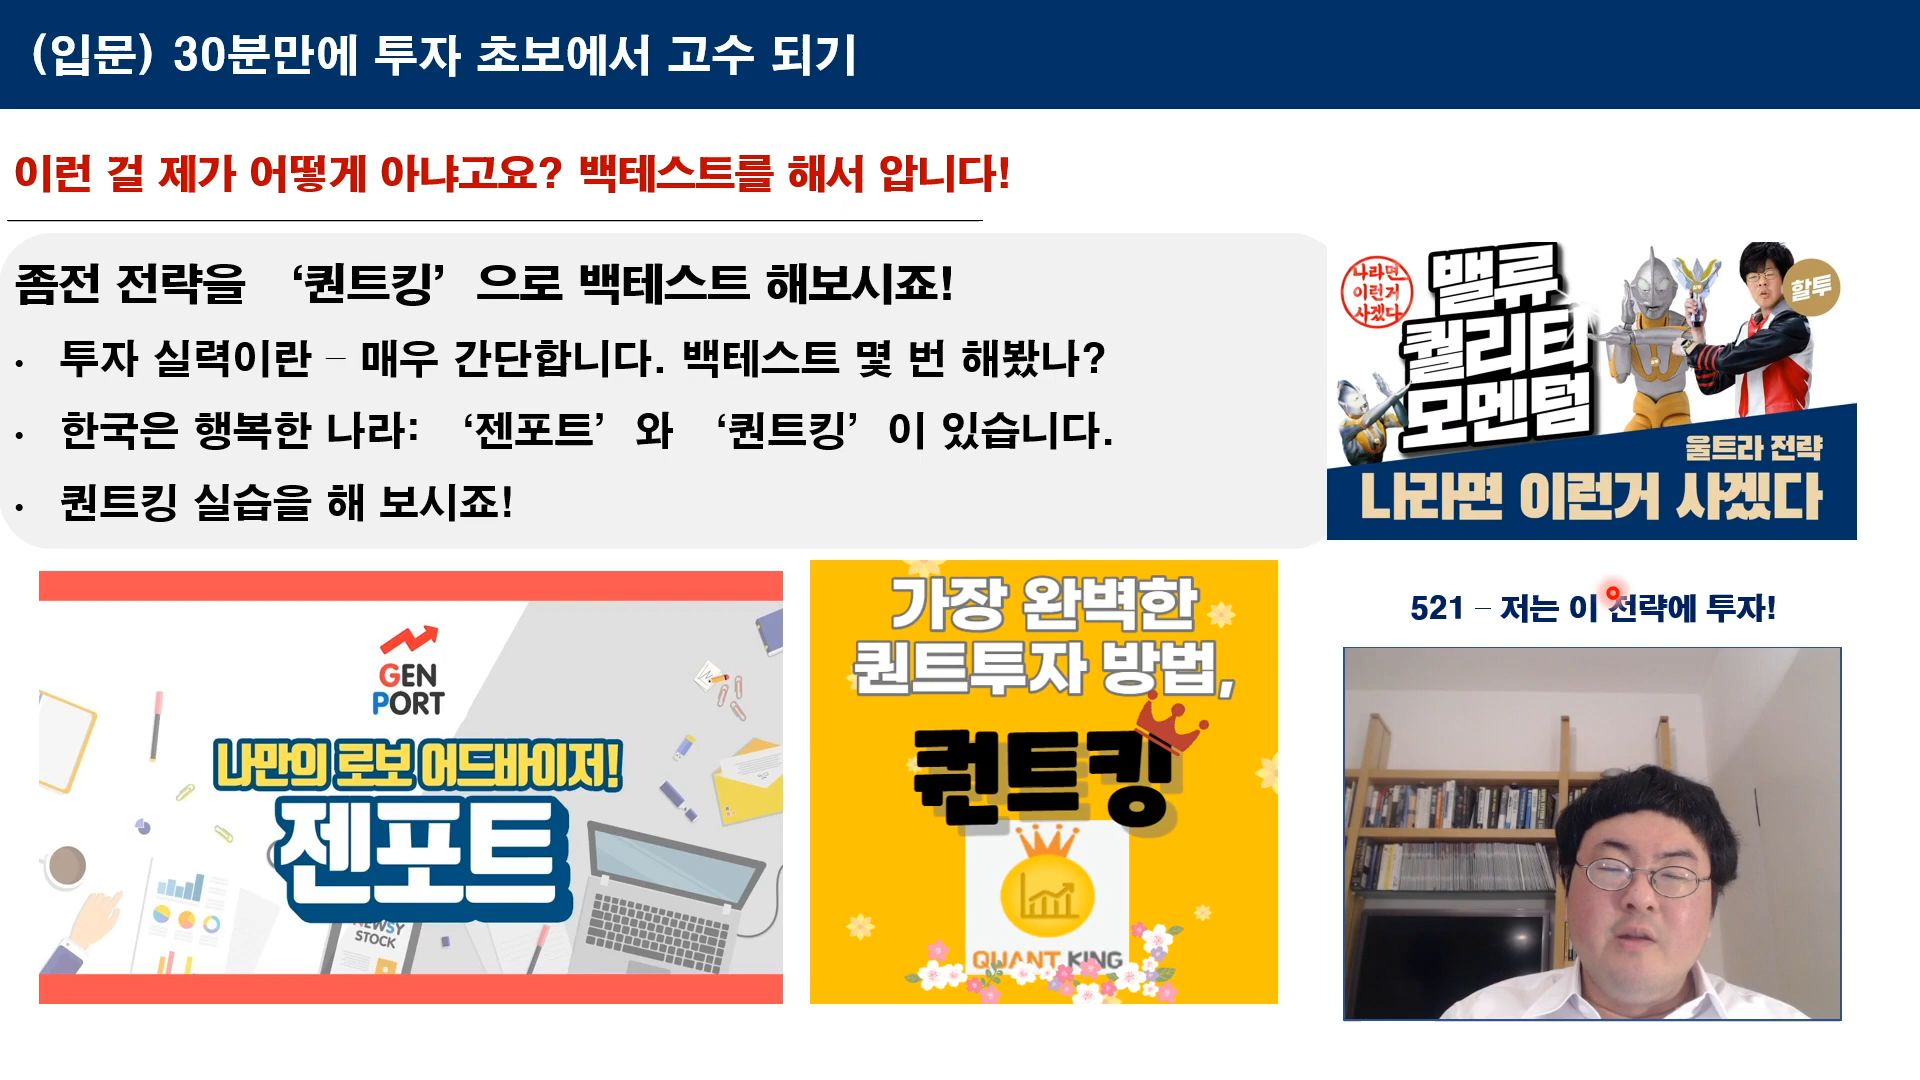 (입문) 30분만에 투자 초보에서 고수 되기
이런 걸 제가 어떻게 아냐고요? 백테스트를 해서 압니다!
좀전 전략을 ‘퀀트킹’ 으로 백테스트 해보시죠!
• 투자 실력이란 – 매우 간단합니다. 백테스트 몇 번 해봤나?
• 한국은 행복한 나라: ‘젠포트’ 와 ‘퀀트킹’ 이 있습니다.
• 퀀트킹 실습을 해 보시죠!
나라면
이런거
사겠다
밸류
퀄리티
모멘텀
할투
울트라 전략
나라면 이런거 사겠다
521 – 저는 이 전략에 투자!
GEN
PORT
나만의 로보 어드바이저!
젠포트
NEWSY
STOCK
가장 완벽한
퀀트투자 방법,
퀀트킹
QUANT KING